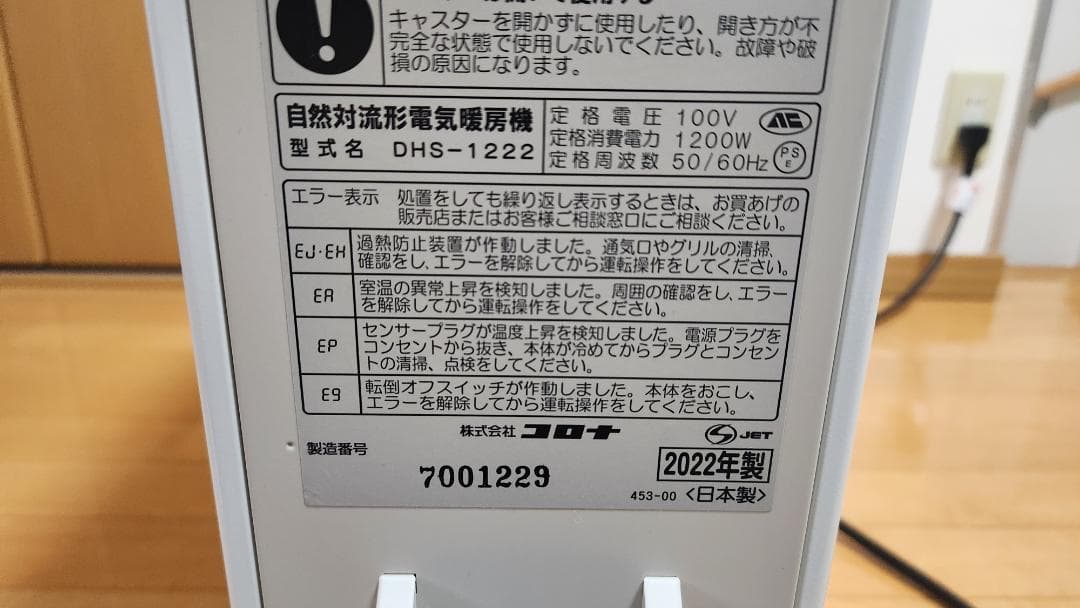 キャスターを開かずに使用したり、開き方が不
完全な状態で使用しないでください。故障や破
損の原因になります。
自然対流形電気暖房機
型式名 DHS-1222
定格電圧 100V
定格消費電力 1200W
定格周波数 50/60Hz
PSE
エラー表示 処置をしても繰り返し表示するときは、お買あげの
販売店またはお客様ご相談窓口にご相談ください。
EJ・EH 過熱防止装置が作動しました。通気口やグリルの清掃、
確認をし、エラーを解除してから運転操作をしてください。
EA 室温の異常上昇を検知しました。周囲の確認をし、エラー
を解除してから運転操作をしてください。
EP センサープラグが温度上昇を検知しました。電源プラグを
コンセントから抜き、本体が冷めてからプラグとコンセン
トの清掃、点検をしてください。
E9 転倒オフスイッチが作動しました。本体をおこし、
エラーを解除してから運転操作をしてください。
株式会社 コロナ
JET
製造番号
7001229
2022年製
453-00 <日本製>